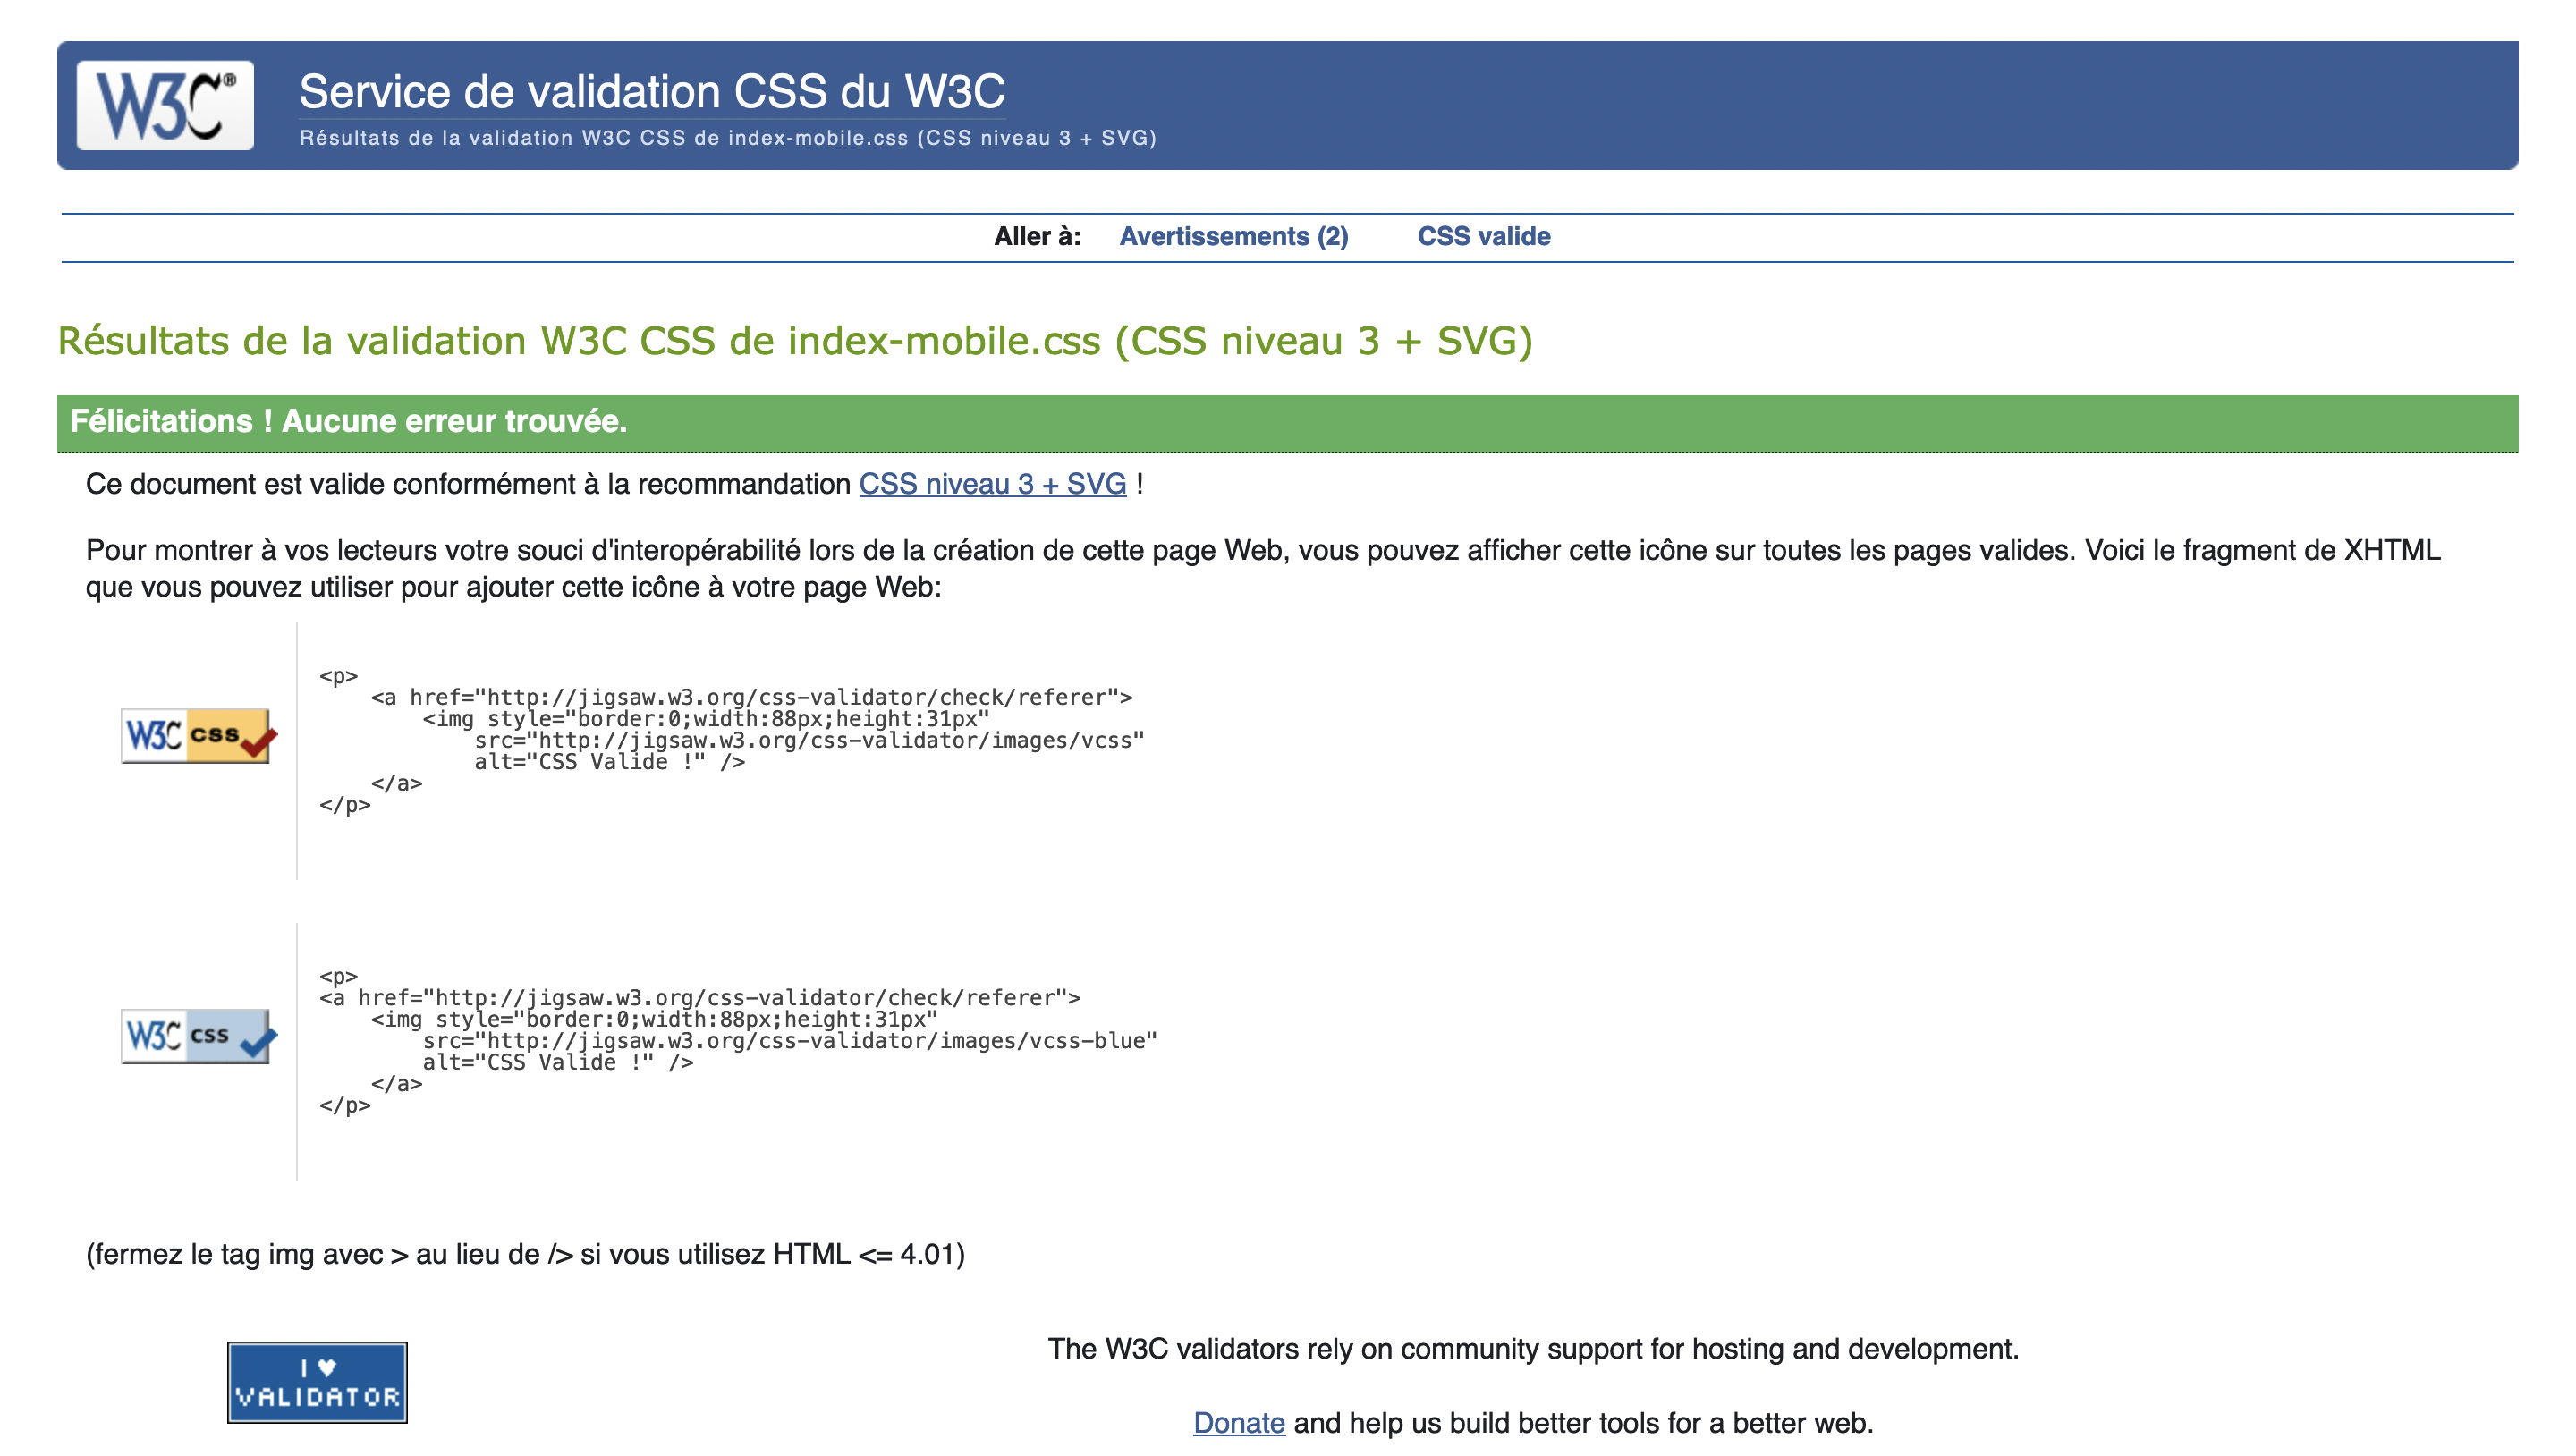 W3C®
Service de validation CSS du W3C
Résultats de la validation W3C CSS de index-mobile.css (CSS niveau 3 + SVG)
Aller à: Avertissements (2) CSS valide
Résultats de la validation W3C CSS de index-mobile.css (CSS niveau 3 + SVG)
Félicitations ! Aucune erreur trouvée.
Ce document est valide conformément à la recommandation CSS niveau 3 + SVG !
Pour montrer à vos lecteurs votre souci d'interopérabilité lors de la création de cette page Web, vous pouvez afficher cette icône sur toutes les pages valides. Voici le fragment de XHTML
que vous pouvez utiliser pour ajouter cette icône à votre page Web:
W3C css
<p>
    <a href="http://jigsaw.w3.org/css-validator/check/referer">
        <img style="border:0;width:88px;height:31px"
            src="http://jigsaw.w3.org/css-validator/images/vcss"
            alt="CSS Valide !" />
    </a>
</p>
W3C css
<p>
<a href="http://jigsaw.w3.org/css-validator/check/referer">
    <img style="border:0;width:88px;height:31px"
        src="http://jigsaw.w3.org/css-validator/images/vcss-blue"
        alt="CSS Valide !" />
    </a>
</p>
(fermez le tag img avec > au lieu de /> si vous utilisez HTML <= 4.01)
I ♥
VALIDATOR
The W3C validators rely on community support for hosting and development.
Donate and help us build better tools for a better web.